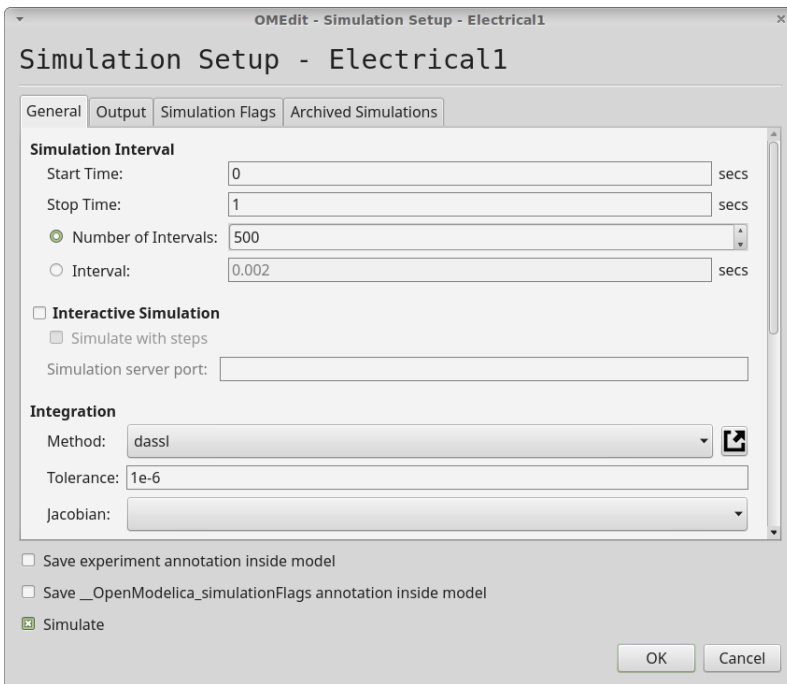 OMEdit - Simulation Setup - Electrical1
Simulation Setup - Electrical1
General Output Simulation Flags Archived Simulations
Simulation Interval
Start Time: 0 secs
Stop Time: 1 secs
Number of Intervals: 500
Interval: 0.002 secs
Interactive Simulation
Simulate with steps
Simulation server port:
Integration
Method: dassl
Tolerance: 1e-6
Jacobian:
Save experiment annotation inside model
Save __OpenModelica_simulationFlags annotation inside model
Simulate
OK Cancel